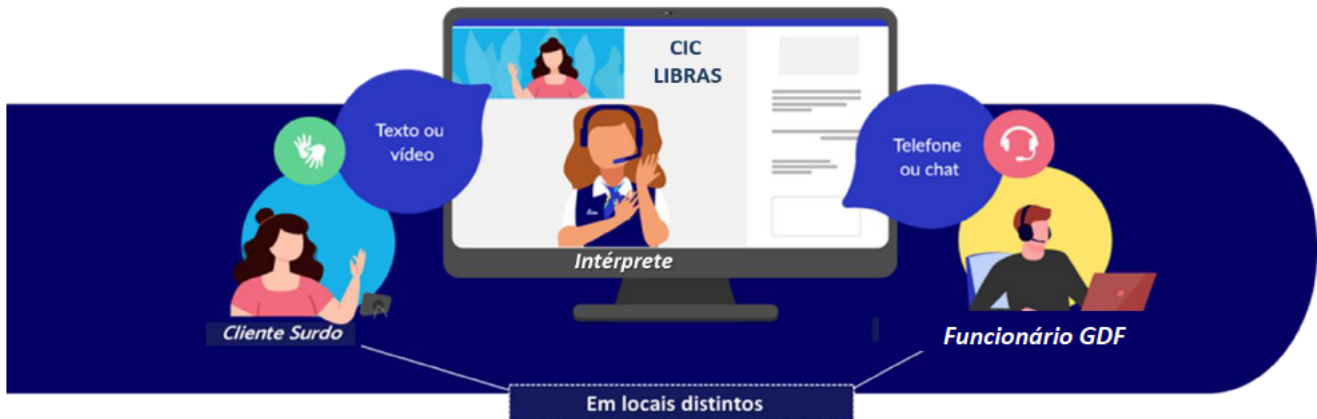 CIC
LIBRAS
Texto ou
vídeo
Telefone
ou chat
Intérprete
Cliente Surdo
Funcionário GDF
Em locais distintos